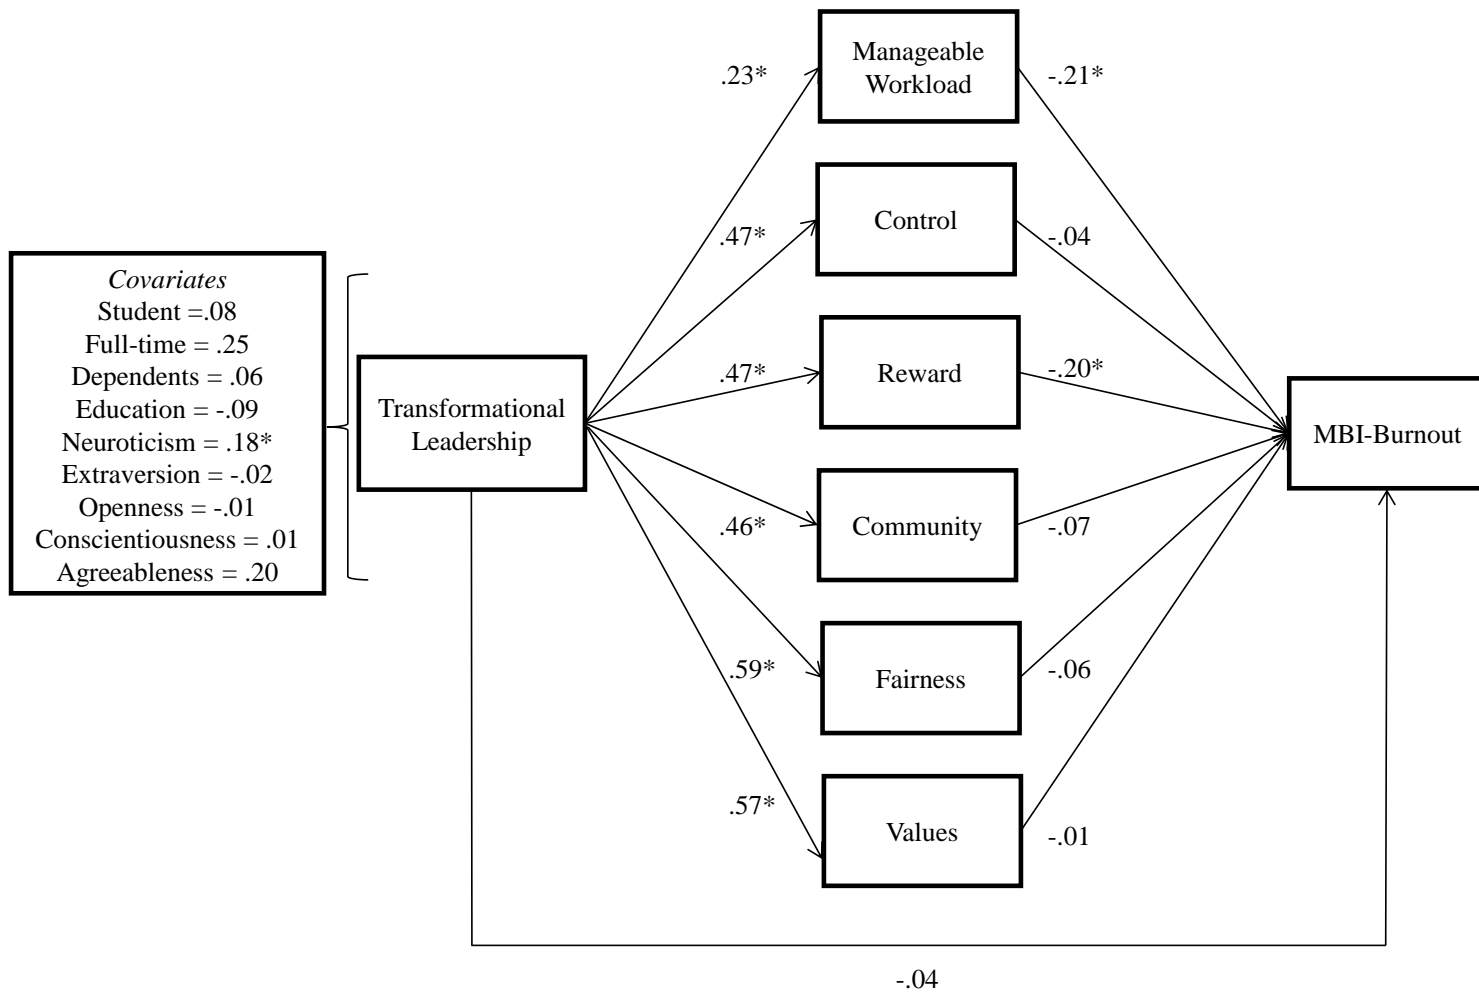 Covariates
Student =.08
Full-time = .25
Dependents = .06
Education = -.09
Neuroticism = .18*
Extraversion = -.02
Openness = -.01
Conscientiousness = .01
Agreeableness = .20
Transformational
Leadership
.23*
.47*
.47*
.46*
.59*
.57*
Manageable
Workload
Control
Reward
Community
Fairness
Values
-.21*
-.04
-.20*
-.07
-.06
-.01
MBI-Burnout
-.04